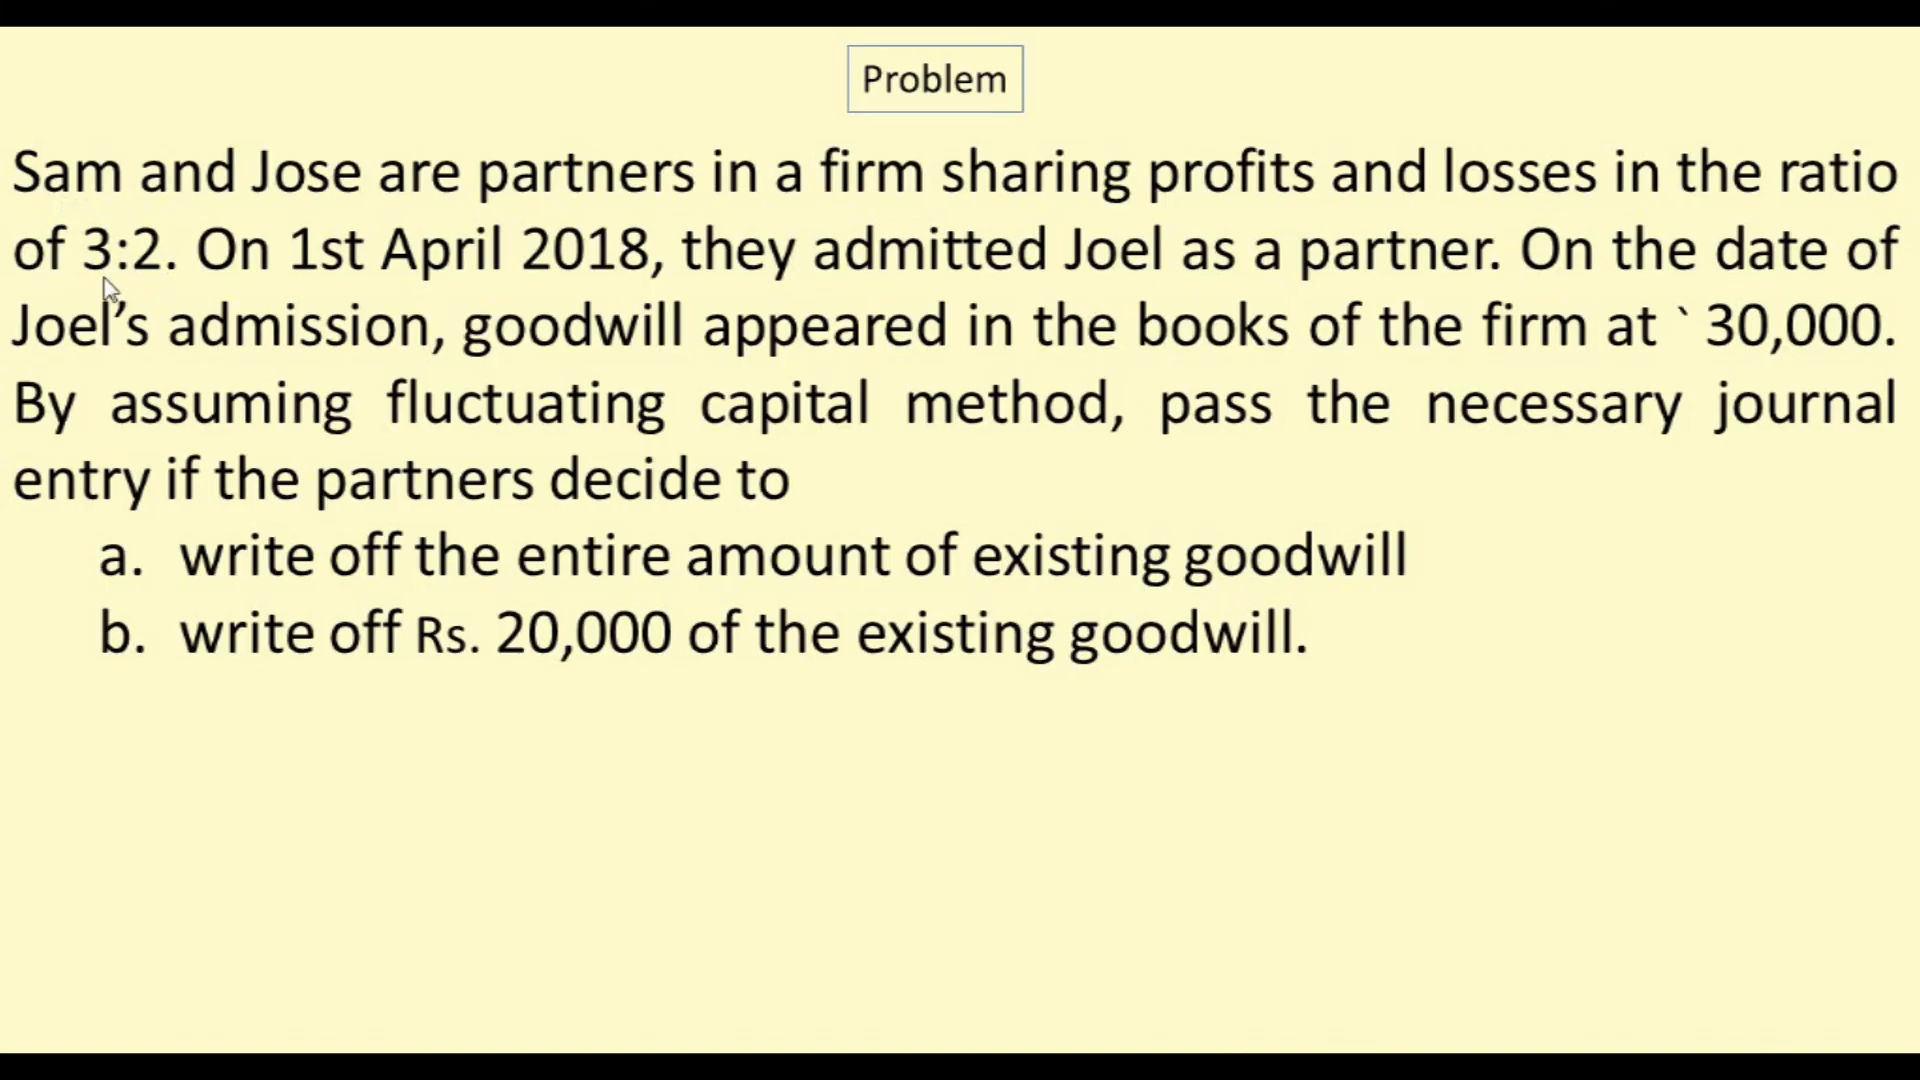 Problem
Sam and Jose are partners in a firm sharing profits and losses in the ratio
of 3:2. On 1st April 2018, they admitted Joel as a partner. On the date of
Joel’s admission, goodwill appeared in the books of the firm at ` 30,000.
By assuming fluctuating capital method, pass the necessary journal
entry if the partners decide to
a. write off the entire amount of existing goodwill
b. write off Rs. 20,000 of the existing goodwill.